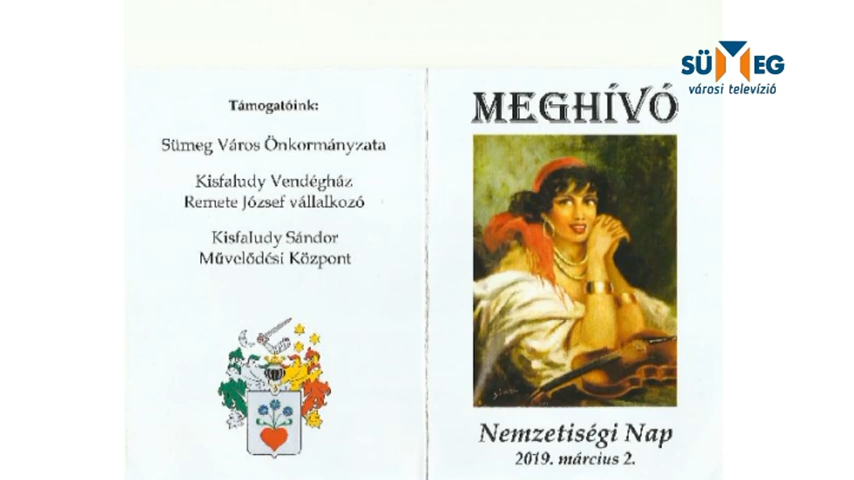 Támogatóink:
Sümeg Város Önkormányzata
Kisfaludy Vendégház
Remete József vállalkozó
Kisfaludy Sándor
Művelődési Központ
MEGHÍVÓ
Nemzetiségi Nap
2019. március 2.
SÜMEG
városi televízió